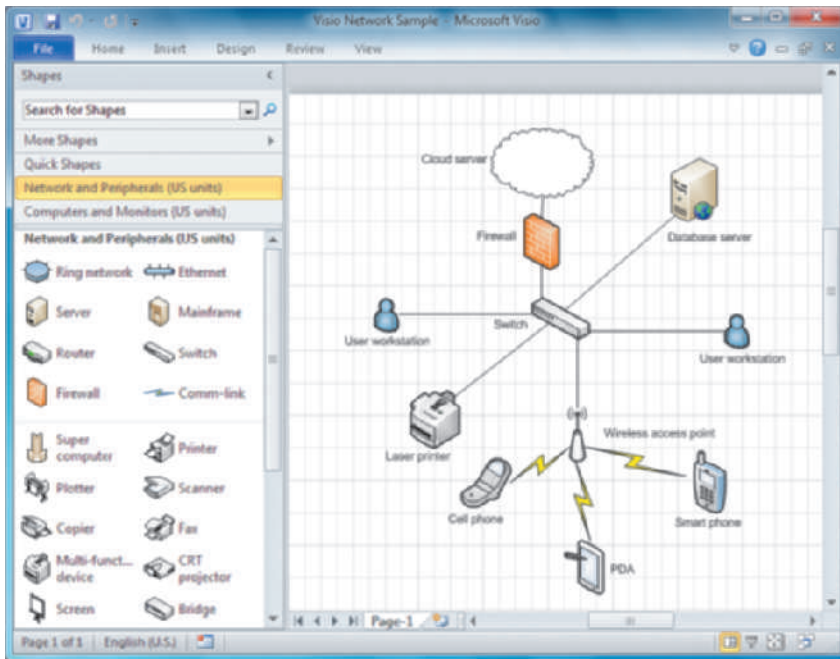 Visio Network Sample - Microsoft Visio
File Home Insert Design Review View
Shapes
Search for Shapes
More Shapes
Quick Shapes
Network and Peripherals (US units)
Computers and Monitors (US units)
Network and Peripherals (US units)
Ring network Ethernet
Server Mainframe
Router Switch
Firewall Comm-link
Super computer Printer
Plotter Scanner
Copier Fax
Multi-funct... device CRT projector
Screen Bridge
Cloud server
Firewall
Database server
Switch
User workstation
User workstation
Laser printer
Wireless access point
Cell phone
Smart phone
PDA
Page-1
Page 1 of 1 English (U.S.)